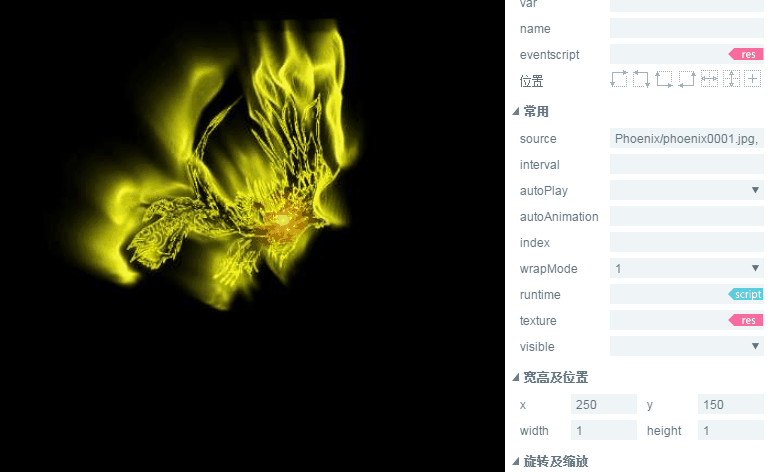 var
name
eventscript res
位置
常用
source Phoenix/phoenix0001.jpg,
interval
autoPlay
autoAnimation
index
wrapMode 1
runtime script
texture res
visible
宽高及位置
x 250 y 150
width 1 height 1
旋转及缩放